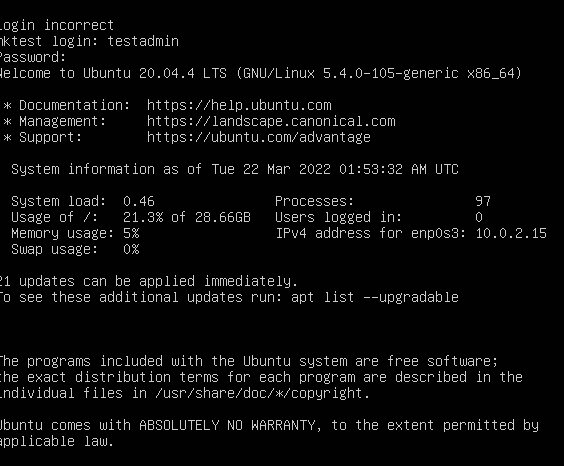 Login incorrect
nktest login: testadmin
Password:
Welcome to Ubuntu 20.04.4 LTS (GNU/Linux 5.4.0-105-generic x86_64)
* Documentation: https://help.ubuntu.com
* Management: https://landscape.canonical.com
* Support: https://ubuntu.com/advantage
System information as of Tue 22 Mar 2022 01:53:32 AM UTC
System load: 0.46 Processes: 97
Usage of /: 21.3% of 28.66GB Users logged in: 0
Memory usage: 5% IPv4 address for enp0s3: 10.0.2.15
Swap usage: 0%
21 updates can be applied immediately.
To see these additional updates run: apt list --upgradable
The programs included with the Ubuntu system are free software;
the exact distribution terms for each program are described in the
individual files in /usr/share/doc/*/copyright.
Ubuntu comes with ABSOLUTELY NO WARRANTY, to the extent permitted by
applicable law.